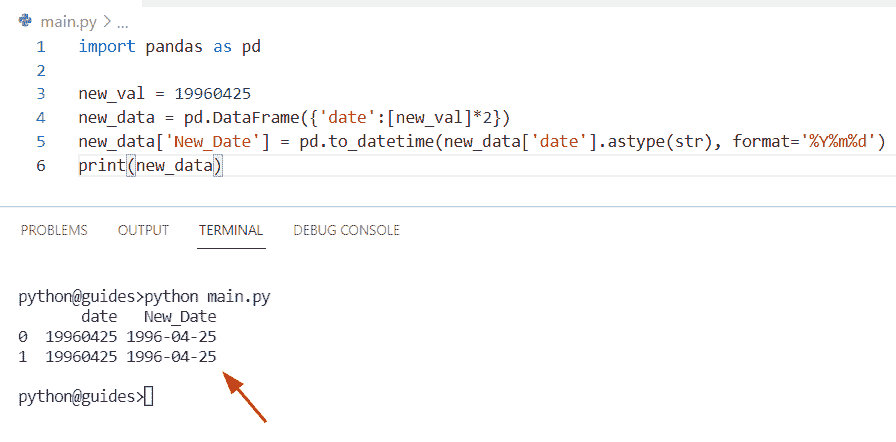 main.py > ...
1 import pandas as pd
2
3 new_val = 19960425
4 new_data = pd.DataFrame({'date':[new_val]*2})
5 new_data['New_Date'] = pd.to_datetime(new_data['date'].astype(str), format='%Y%m%d')
6 print(new_data)
PROBLEMS OUTPUT TERMINAL DEBUG CONSOLE
python@guides>python main.py
date New_Date
0 19960425 1996-04-25
1 19960425 1996-04-25
python@guides>